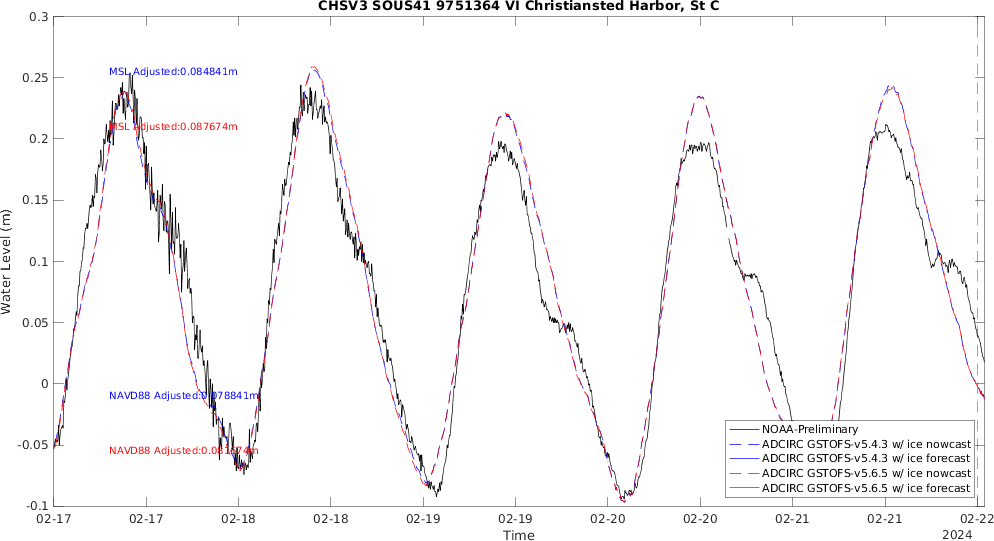 CHSV3 SOUS41 9751364 VI Christiansted Harbor, St C
0.3
0.25
0.2
0.15
0.1
0.05
0
-0.05
-0.1
Water Level (m)
MSL Adjusted:0.084841m
MSL Adjusted:0.087674m
NAVD88 Adjusted:0.078841m
NAVD88 Adjusted:0.081674m
NOAA-Preliminary
ADCIRC GSTOFS-v5.4.3 w/ ice nowcast
ADCIRC GSTOFS-v5.4.3 w/ ice forecast
ADCIRC GSTOFS-v5.6.5 w/ ice nowcast
ADCIRC GSTOFS-v5.6.5 w/ ice forecast
02-17 02-17 02-18 02-18 02-19 02-19 02-20 02-20 02-21 02-21 02-22
Time
2024